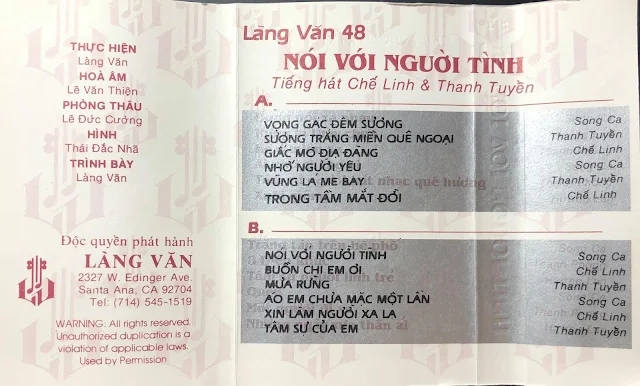 THỰC HIỆN
Làng Văn
HOÀ ÂM
Lê Văn Thiện
PHÒNG THÂU
Lê Đức Cường
HÌNH
Thái Đắc Nhã
TRÌNH BÀY
Làng Văn
Độc quyền phát hành
LÀNG VĂN
2327 W. Edinger Ave.
Santa Ana, CA 92704
Tel: (714) 545-1519
WARNING: All rights reserved.
Unauthorized duplication is a
violation of applicable laws.
Used by Permission
Làng Văn 48
NÓI VỚI NGƯỜI TÌNH
Tiếng hát Chế Linh & Thanh Tuyền
A.
VỌNG GÁC ĐÊM SƯƠNG Song Ca
SƯƠNG TRẮNG MIỀN QUÊ NGOẠI Thanh Tuyền
GIẤC MƠ ĐỊA ĐÀNG Chế Linh
NHỚ NGƯỜI YÊU Song Ca
VÙNG LÁ ME BAY Thanh Tuyền
TRONG TẦM MẮT ĐỜI Chế Linh
B.
NÓI VỚI NGƯỜI TÌNH Song Ca
BUỒN CHI EM ƠI Chế Linh
MƯA RỪNG Thanh Tuyền
ÁO EM CHƯA MẶC MỘT LẦN Song Ca
XIN LÀM NGƯỜI XA LẠ Chế Linh
TÂM SỰ CỦA EM Thanh Tuyền